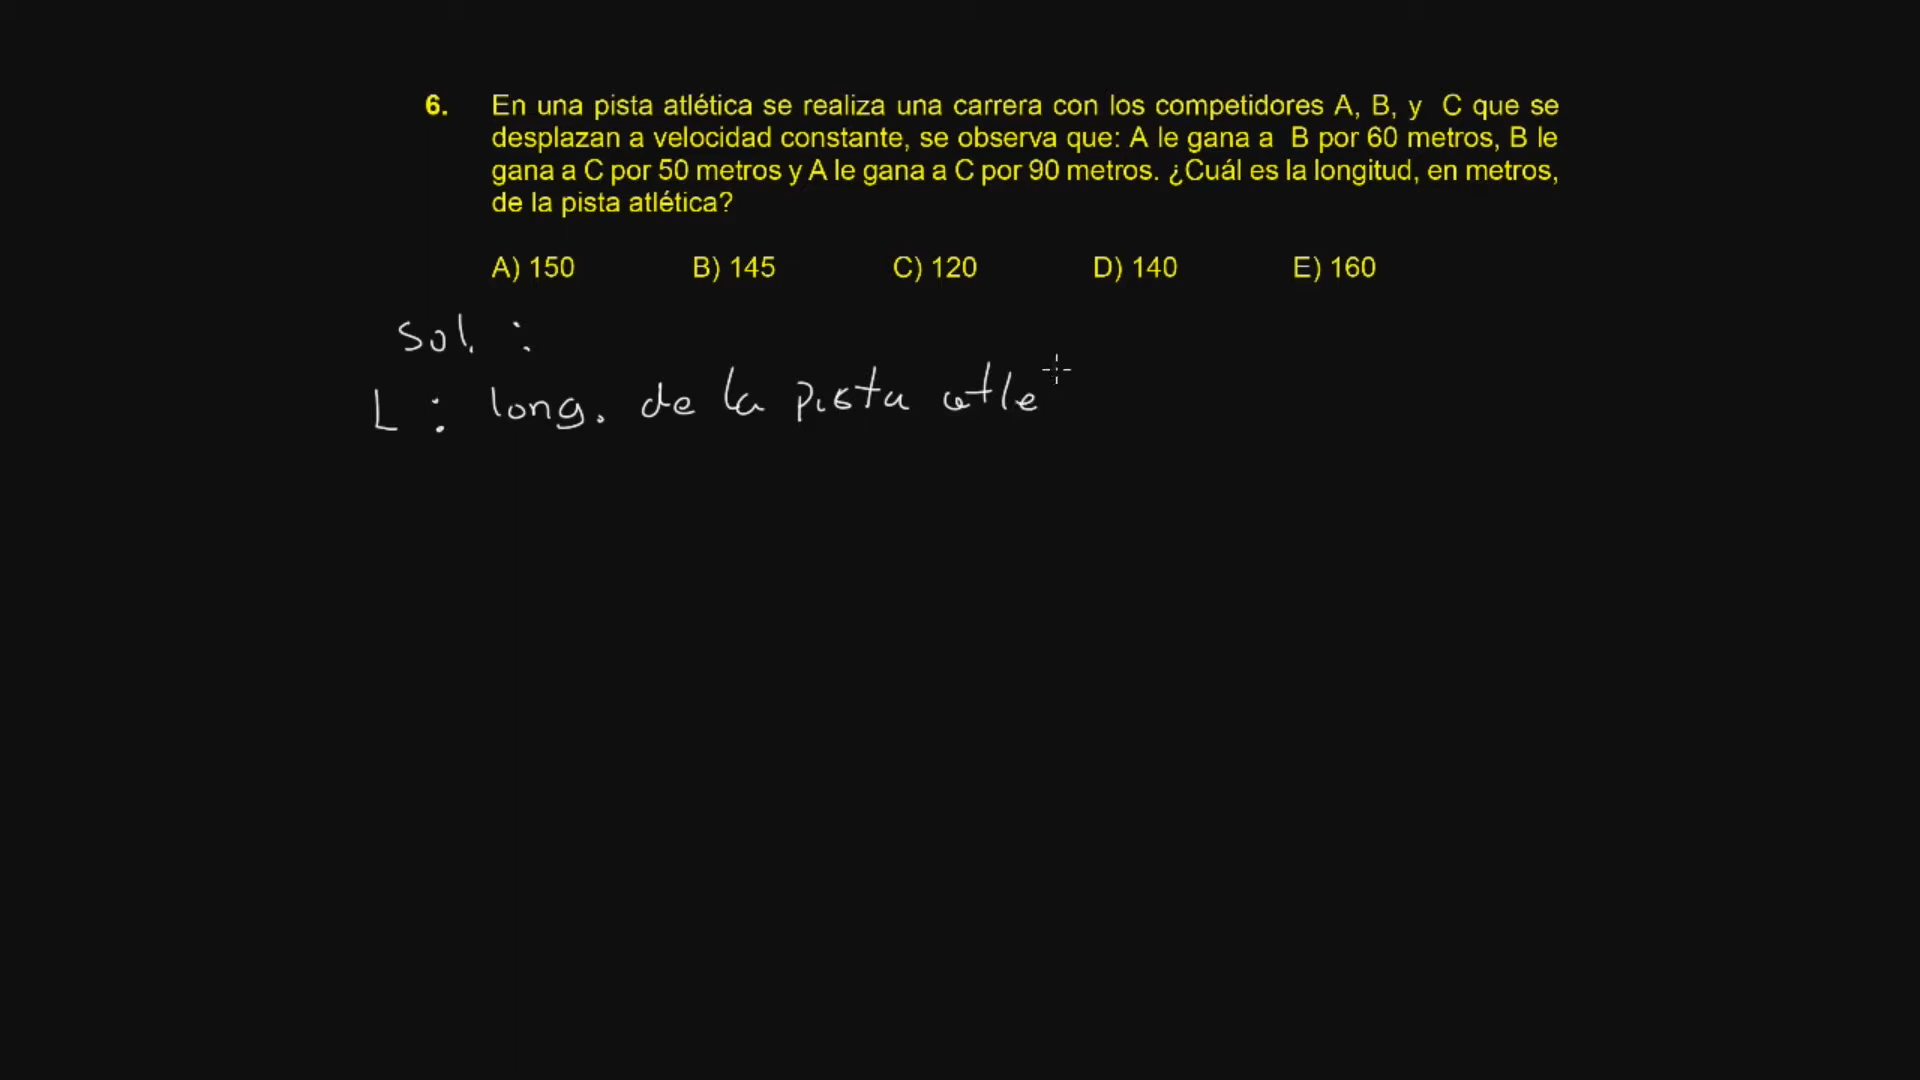 6. En una pista atlética se realiza una carrera con los competidores A, B, y C que se
desplazan a velocidad constante, se observa que: A le gana a B por 60 metros, B le
gana a C por 50 metros y A le gana a C por 90 metros. ¿Cuál es la longitud, en metros,
de la pista atlética?
A) 150 B) 145 C) 120 D) 140 E) 160
Sol. :
L : long. de la pista atle